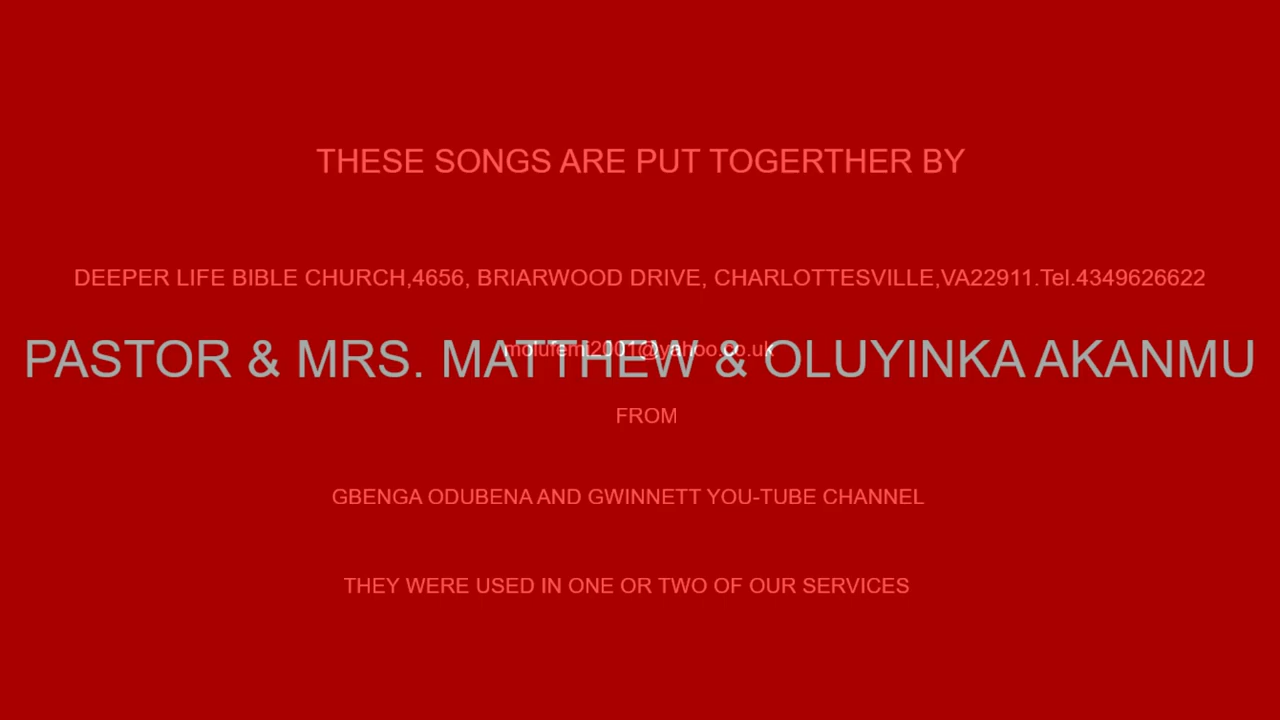 THESE SONGS ARE PUT TOGERTHER BY
DEEPER LIFE BIBLE CHURCH,4656, BRIARWOOD DRIVE, CHARLOTTESVILLE,VA22911.Tel.4349626622
molufemi2001@yahoo.co.uk
PASTOR & MRS. MATTHEW & OLUYINKA AKANMU
FROM
GBENGA ODUBENA AND GWINNETT YOU-TUBE CHANNEL
THEY WERE USED IN ONE OR TWO OF OUR SERVICES